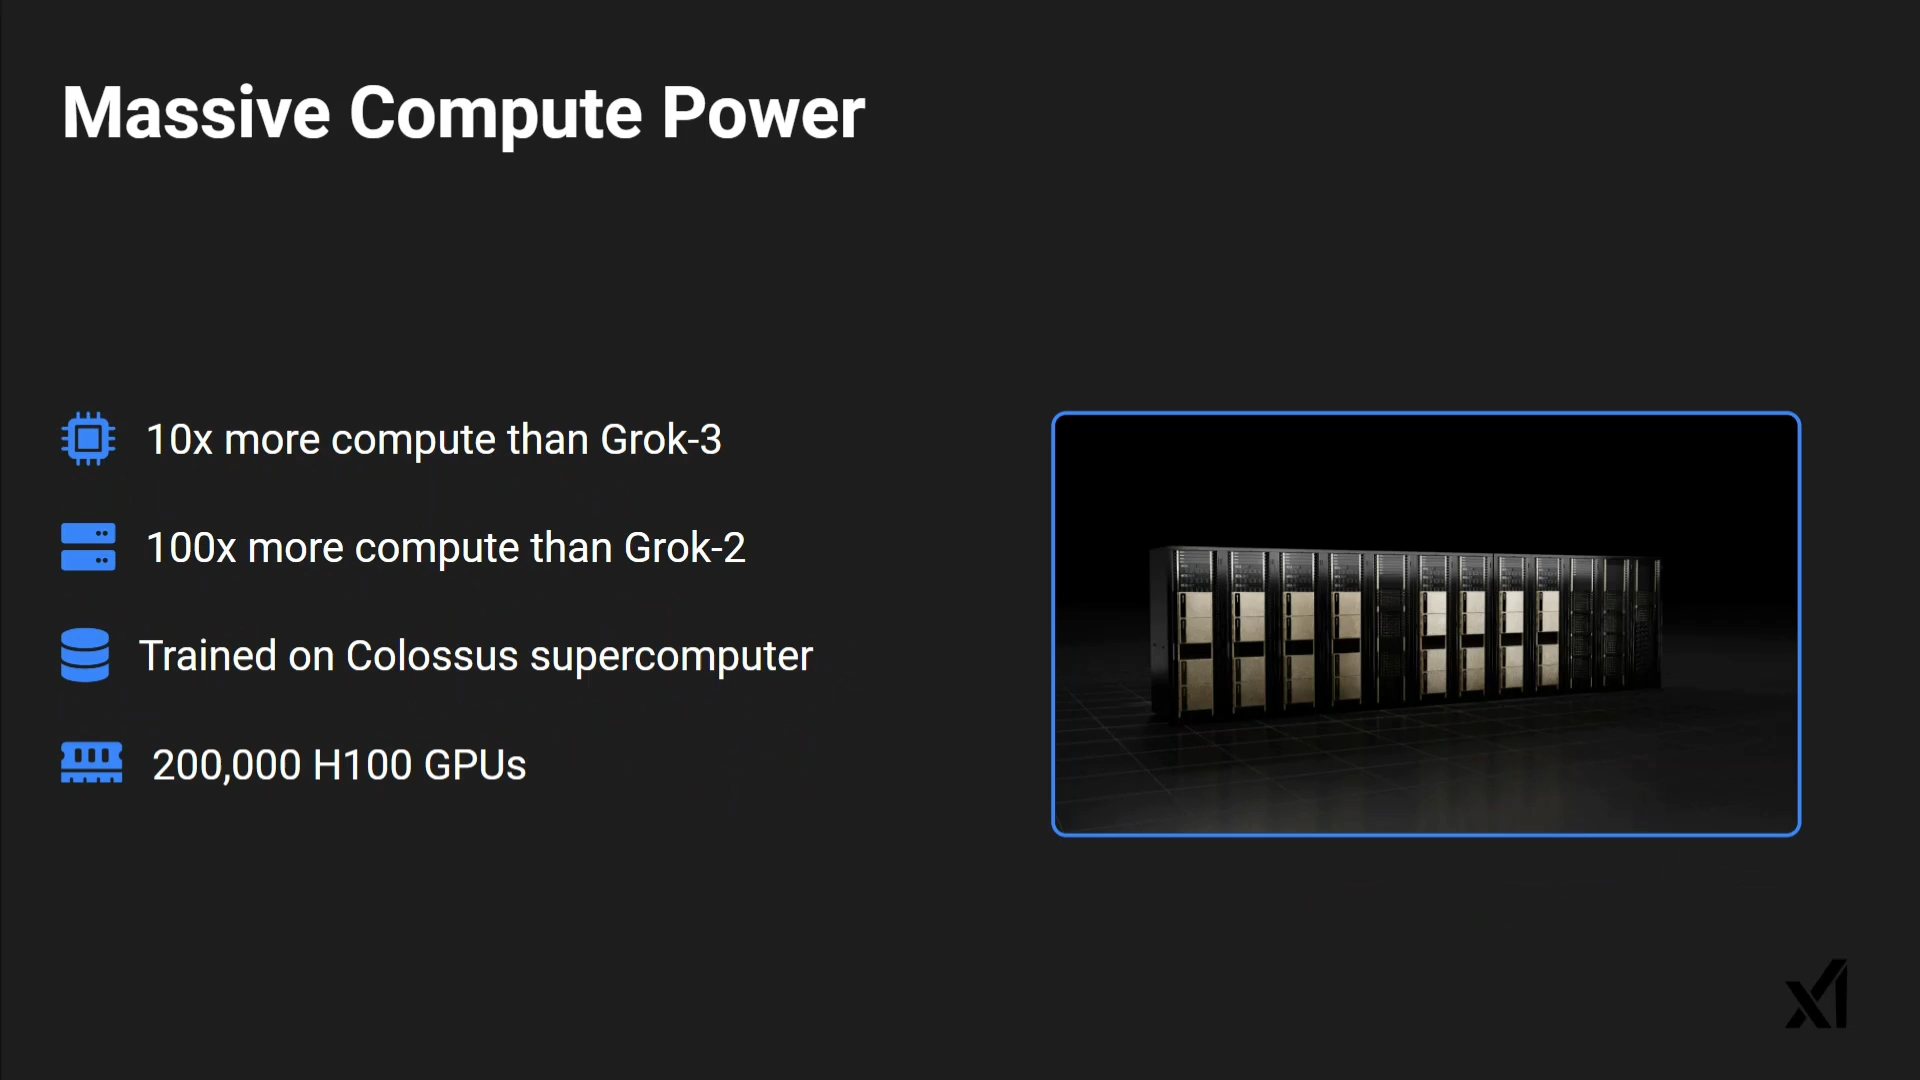 Massive Compute Power
10x more compute than Grok-3
100x more compute than Grok-2
Trained on Colossus supercomputer
200,000 H100 GPUs